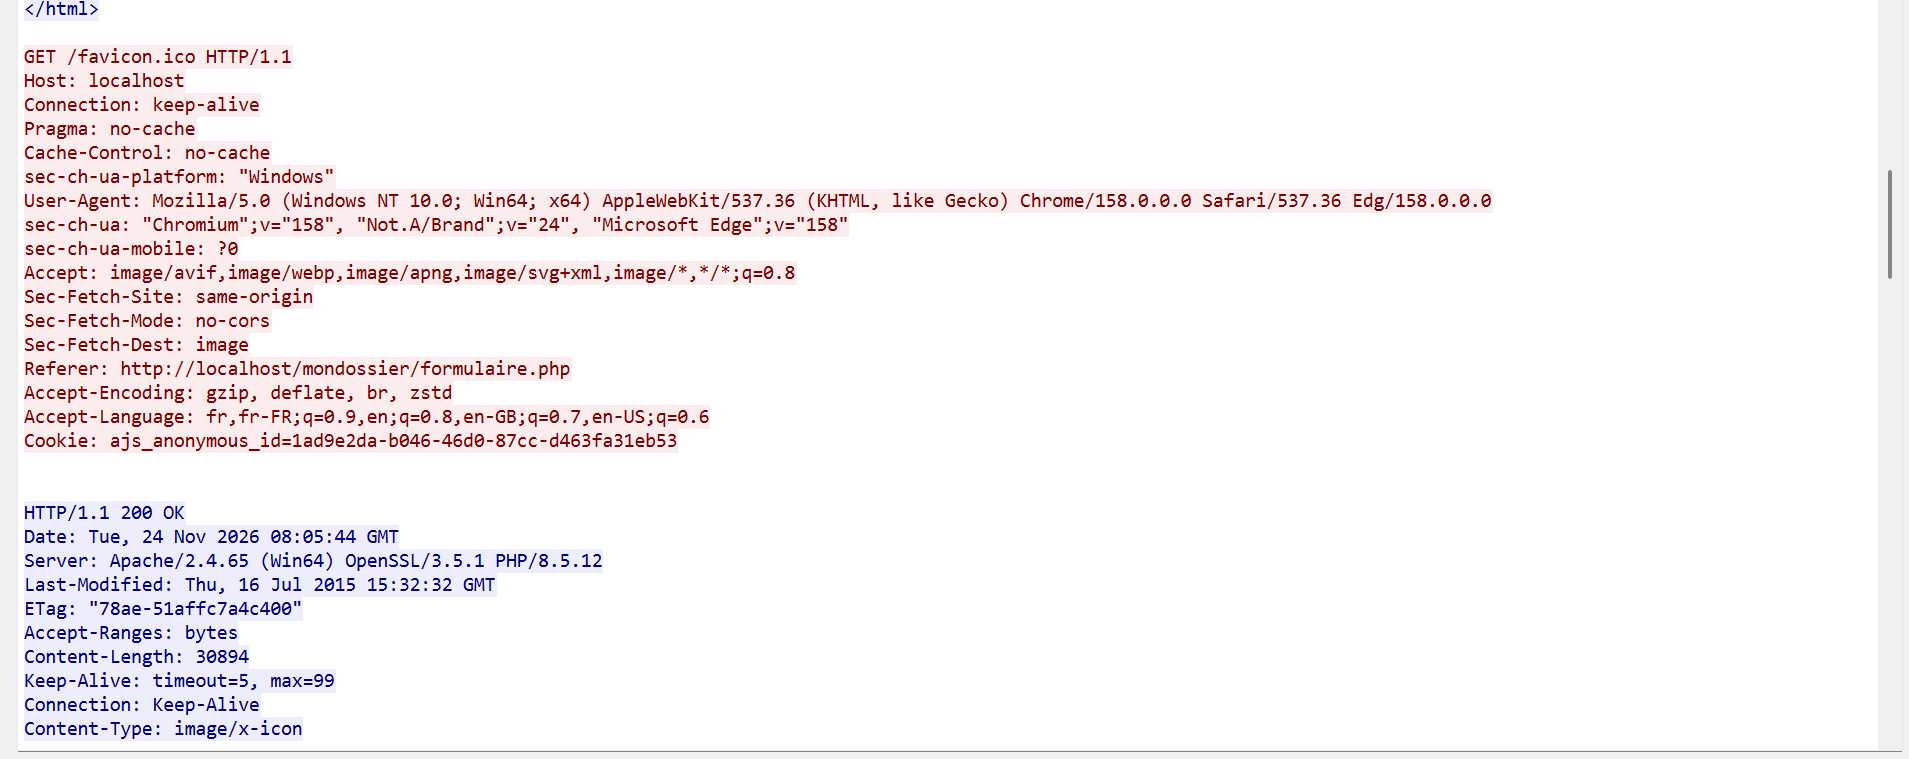 </html>
GET /favicon.ico HTTP/1.1
Host: localhost
Connection: keep-alive
Pragma: no-cache
Cache-Control: no-cache
sec-ch-ua-platform: "Windows"
User-Agent: Mozilla/5.0 (Windows NT 10.0; Win64; x64) AppleWebKit/537.36 (KHTML, like Gecko) Chrome/158.0.0.0 Safari/537.36 Edg/158.0.0.0
sec-ch-ua: "Chromium";v="158", "Not.A/Brand";v="24", "Microsoft Edge";v="158"
sec-ch-ua-mobile: ?0
Accept: image/avif,image/webp,image/apng,image/svg+xml,image/*,*/*;q=0.8
Sec-Fetch-Site: same-origin
Sec-Fetch-Mode: no-cors
Sec-Fetch-Dest: image
Referer: http://localhost/mondossier/formulaire.php
Accept-Encoding: gzip, deflate, br, zstd
Accept-Language: fr,fr-FR;q=0.9,en;q=0.8,en-GB;q=0.7,en-US;q=0.6
Cookie: ajs_anonymous_id=1ad9e2da-b046-46d0-87cc-d463fa31eb53
HTTP/1.1 200 OK
Date: Tue, 24 Nov 2026 08:05:44 GMT
Server: Apache/2.4.65 (Win64) OpenSSL/3.5.1 PHP/8.5.12
Last-Modified: Thu, 16 Jul 2015 15:32:32 GMT
ETag: "78ae-51affc7a4c400"
Accept-Ranges: bytes
Content-Length: 30894
Keep-Alive: timeout=5, max=99
Connection: Keep-Alive
Content-Type: image/x-icon